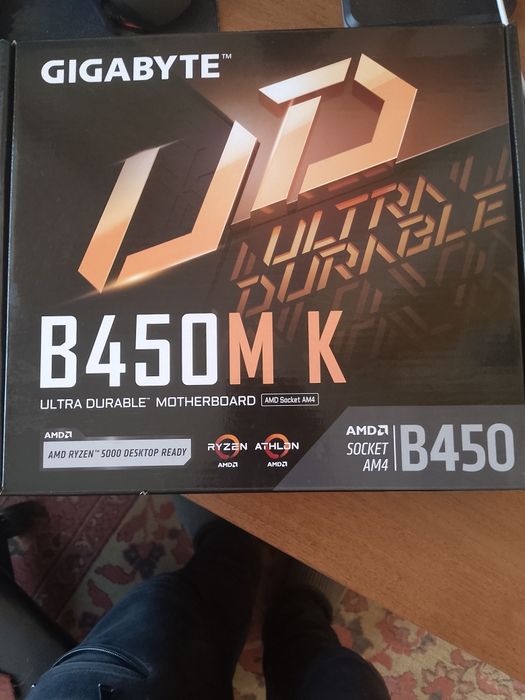 GIGABYTE™
UD
ULTRA
DURABLE
B450M K
ULTRA DURABLE™ MOTHERBOARD AMD Socket AM4
AMD
AMD RYZEN™ 5000 DESKTOP READY
RYZEN
AMD
ATHLON
AMD
AMD
SOCKET
AM4
B450